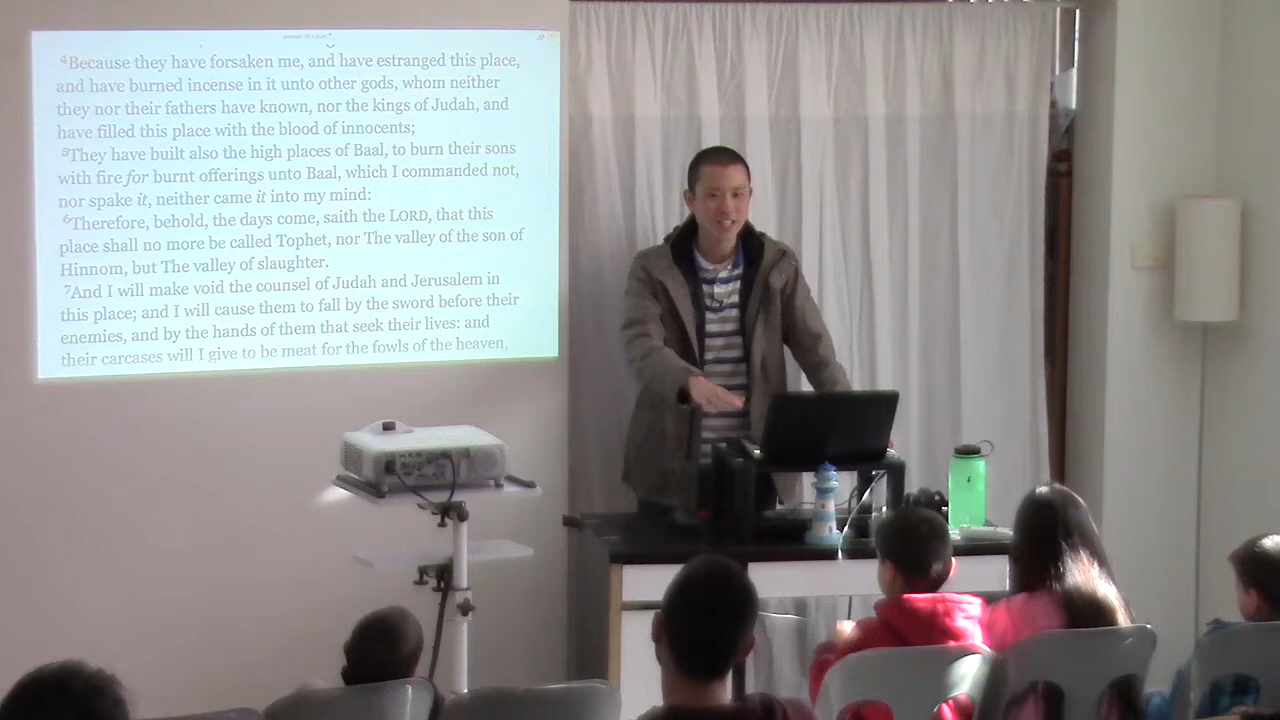 4Because they have forsaken me, and have estranged this place,
and have burned incense in it unto other gods, whom neither
they nor their fathers have known, nor the kings of Judah, and
have filled this place with the blood of innocents;
5They have built also the high places of Baal, to burn their sons
with fire for burnt offerings unto Baal, which I commanded not,
nor spake it, neither came it into my mind:
6Therefore, behold, the days come, saith the LORD, that this
place shall no more be called Tophet, nor The valley of the son of
Hinnom, but The valley of slaughter.
7And I will make void the counsel of Judah and Jerusalem in
this place; and I will cause them to fall by the sword before their
enemies, and by the hands of them that seek their lives: and
their carcases will I give to be meat for the fowls of the heaven,